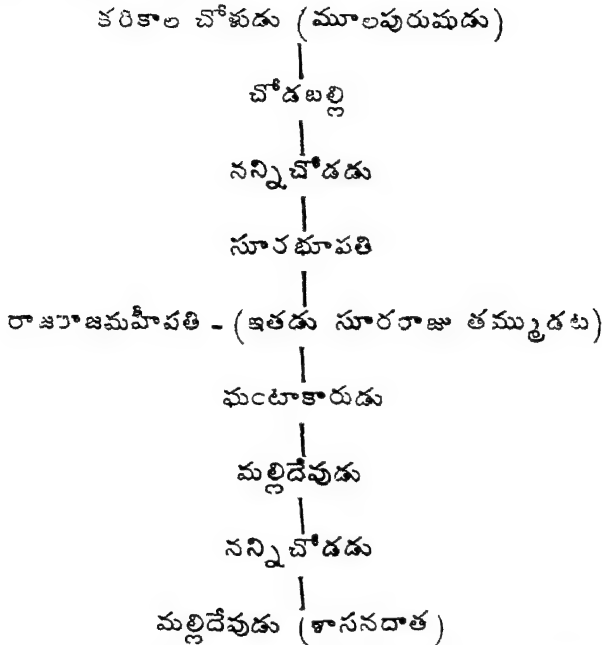 కరికాల చోళుడు (మూలపురుషుడు)
చోడబల్లి
నన్నిచోడడు
సూరభూపతి
రాజరాజమహీపతి - (ఇతడు సూరరాజు తమ్ముడట)
ఘంటాకారుడు
మల్లిదేవుడు
నన్నిచోడడు
మల్లిదేవుడు (శాసనదాత)